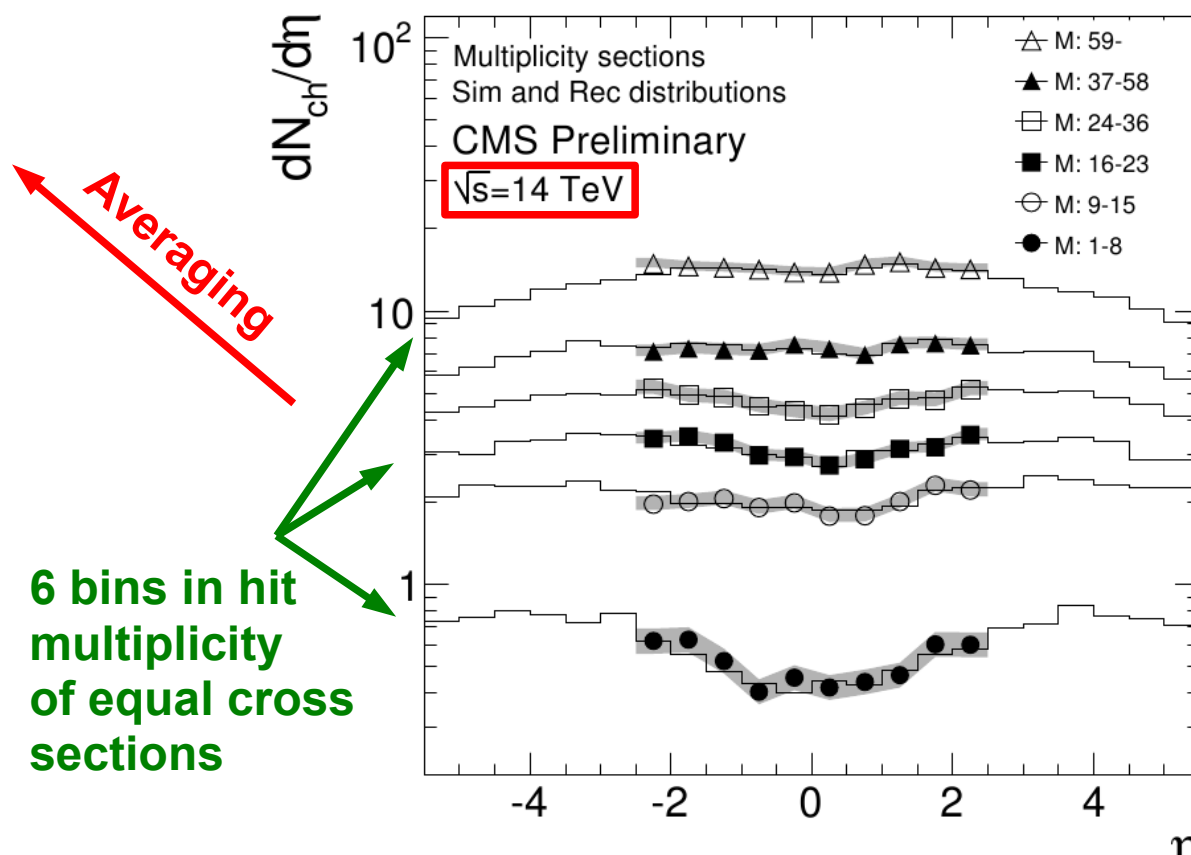 dN_ch/dη
10²
10
1
Multiplicity sections
Sim and Rec distributions
CMS Preliminary
√s=14 TeV
M: 59-
M: 37-58
M: 24-36
M: 16-23
M: 9-15
M: 1-8
Averaging
6 bins in hit
multiplicity
of equal cross
sections
-4 -2 0 2 4